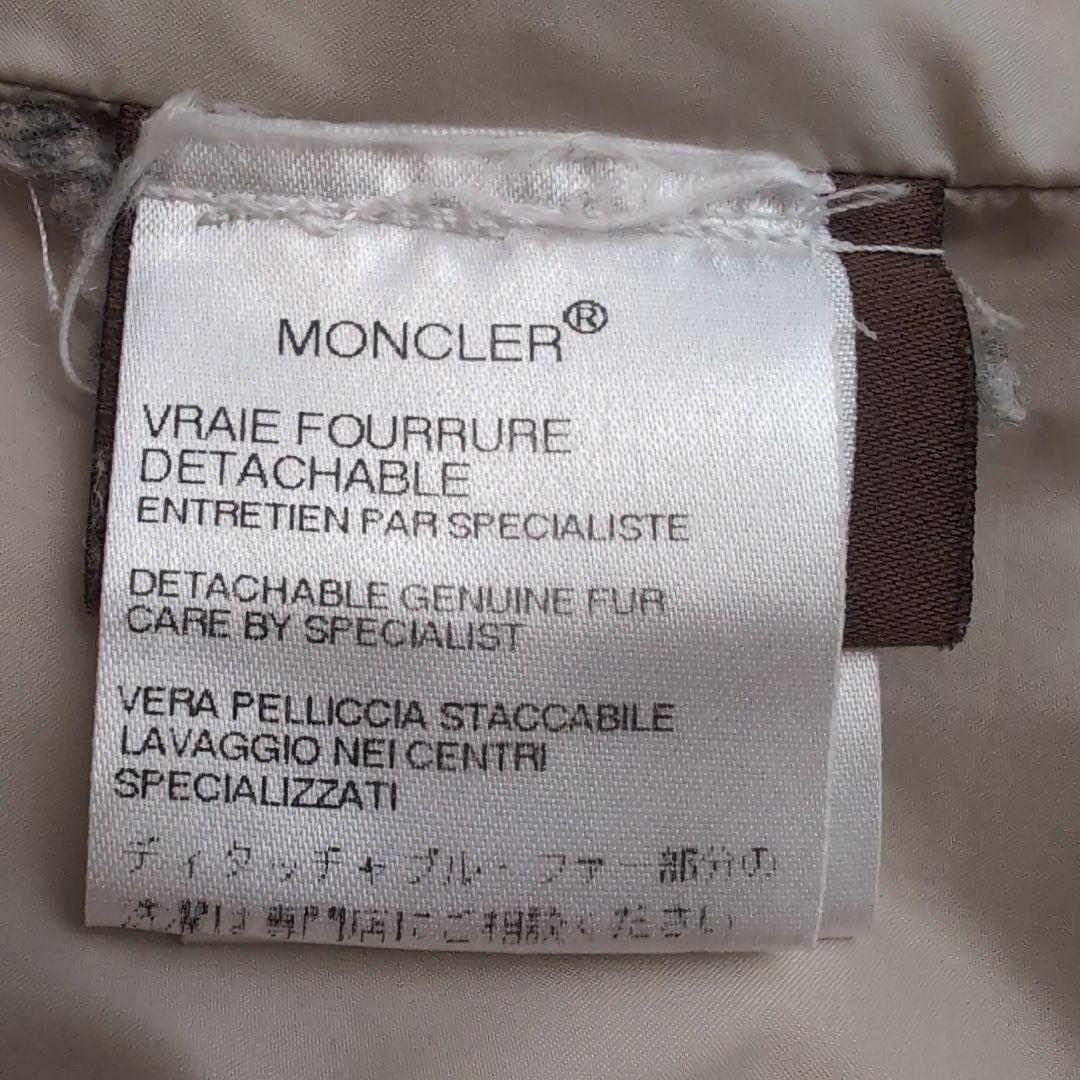 MONCLER®
VRAIE FOURRURE
DETACHABLE
ENTRETIEN PAR SPECIALISTE
DETACHABLE GENUINE FUR
CARE BY SPECIALIST
VERA PELLICCIA STACCABILE
LAVAGGIO NEI CENTRI
SPECIALIZZATI
ディタッチャブル・ファー部分の
洗濯は専門店にご相談ください